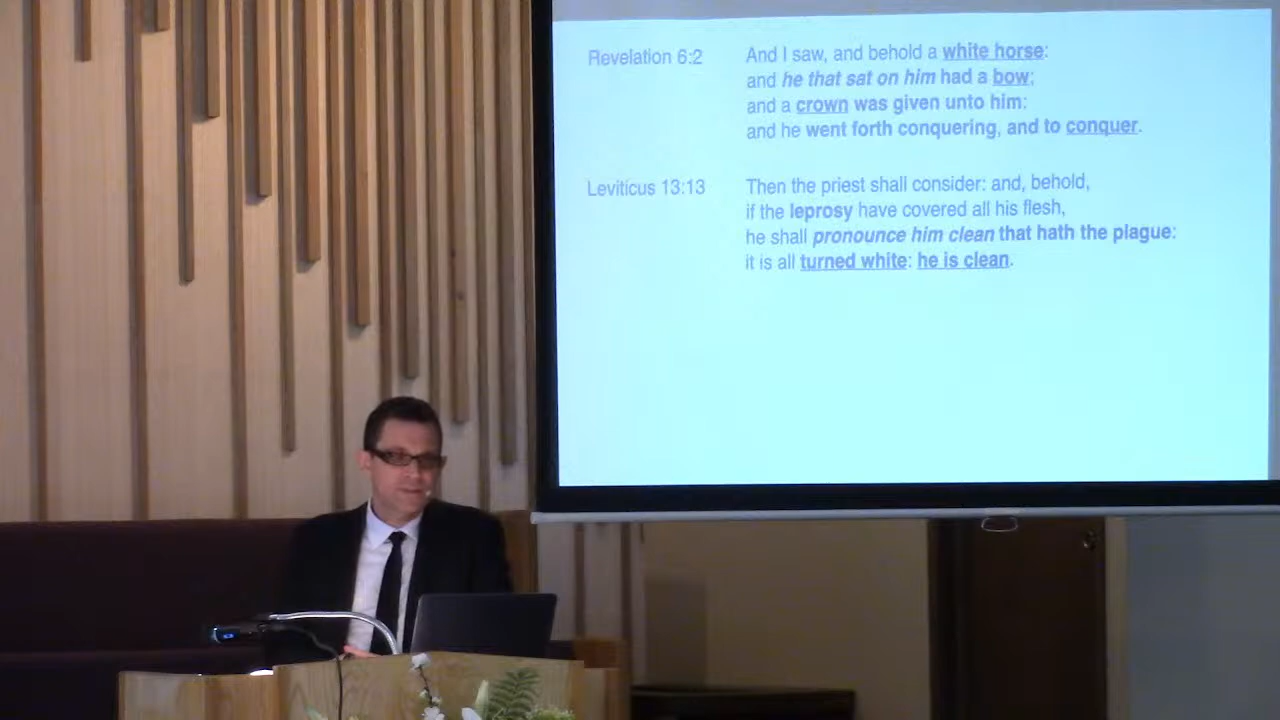 Revelation 6:2 And I saw, and behold a white horse:
and he that sat on him had a bow;
and a crown was given unto him:
and he went forth conquering, and to conquer.
Leviticus 13:13 Then the priest shall consider: and, behold,
if the leprosy have covered all his flesh,
he shall pronounce him clean that hath the plague:
it is all turned white: he is clean.